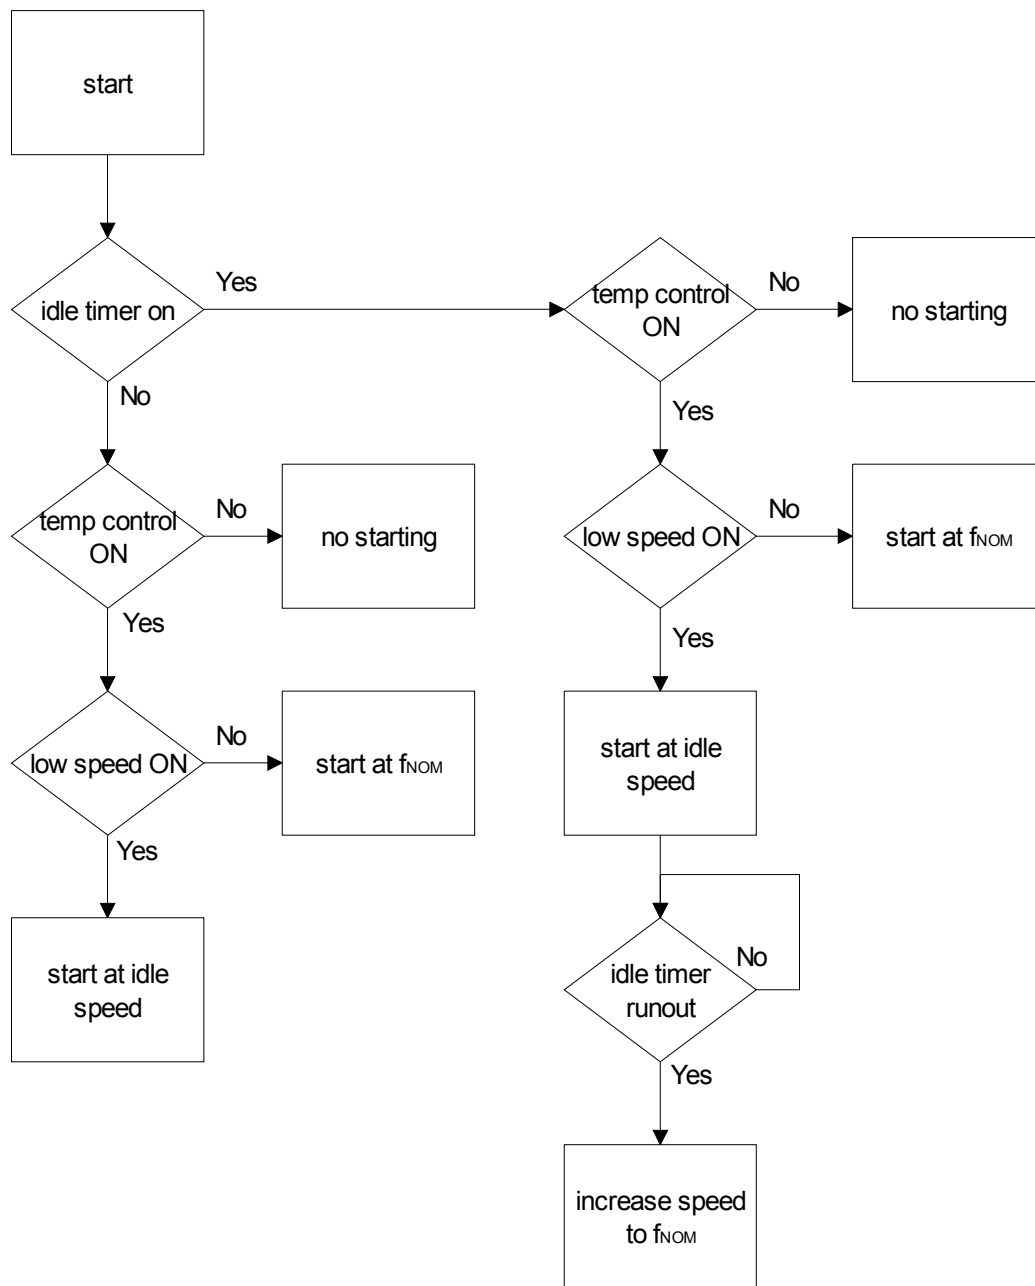 start
idle timer on
Yes
temp control
ON
No
no starting
No
Yes
temp control
ON
No
no starting
low speed ON
No
start at fNOM
Yes
Yes
low speed ON
No
start at fNOM
start at idle
speed
Yes
start at idle
speed
idle timer
runout
No
Yes
increase speed
to fNOM